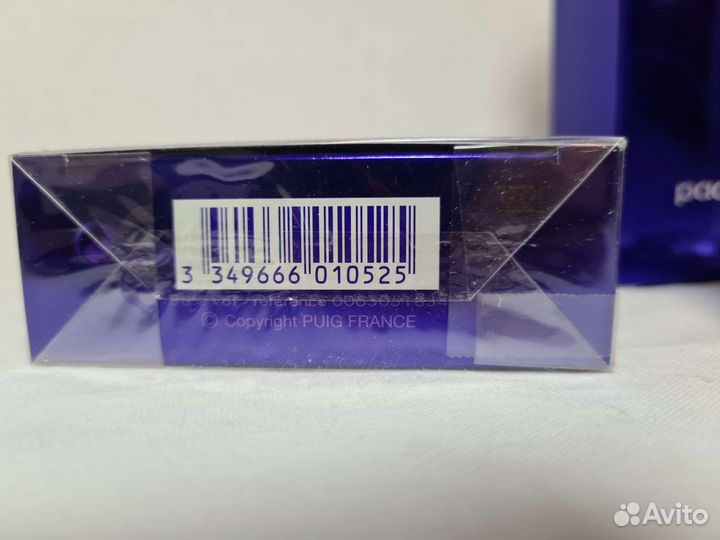 pac
3 349666 010525
© Copyright PUIG FRANCE
Avito